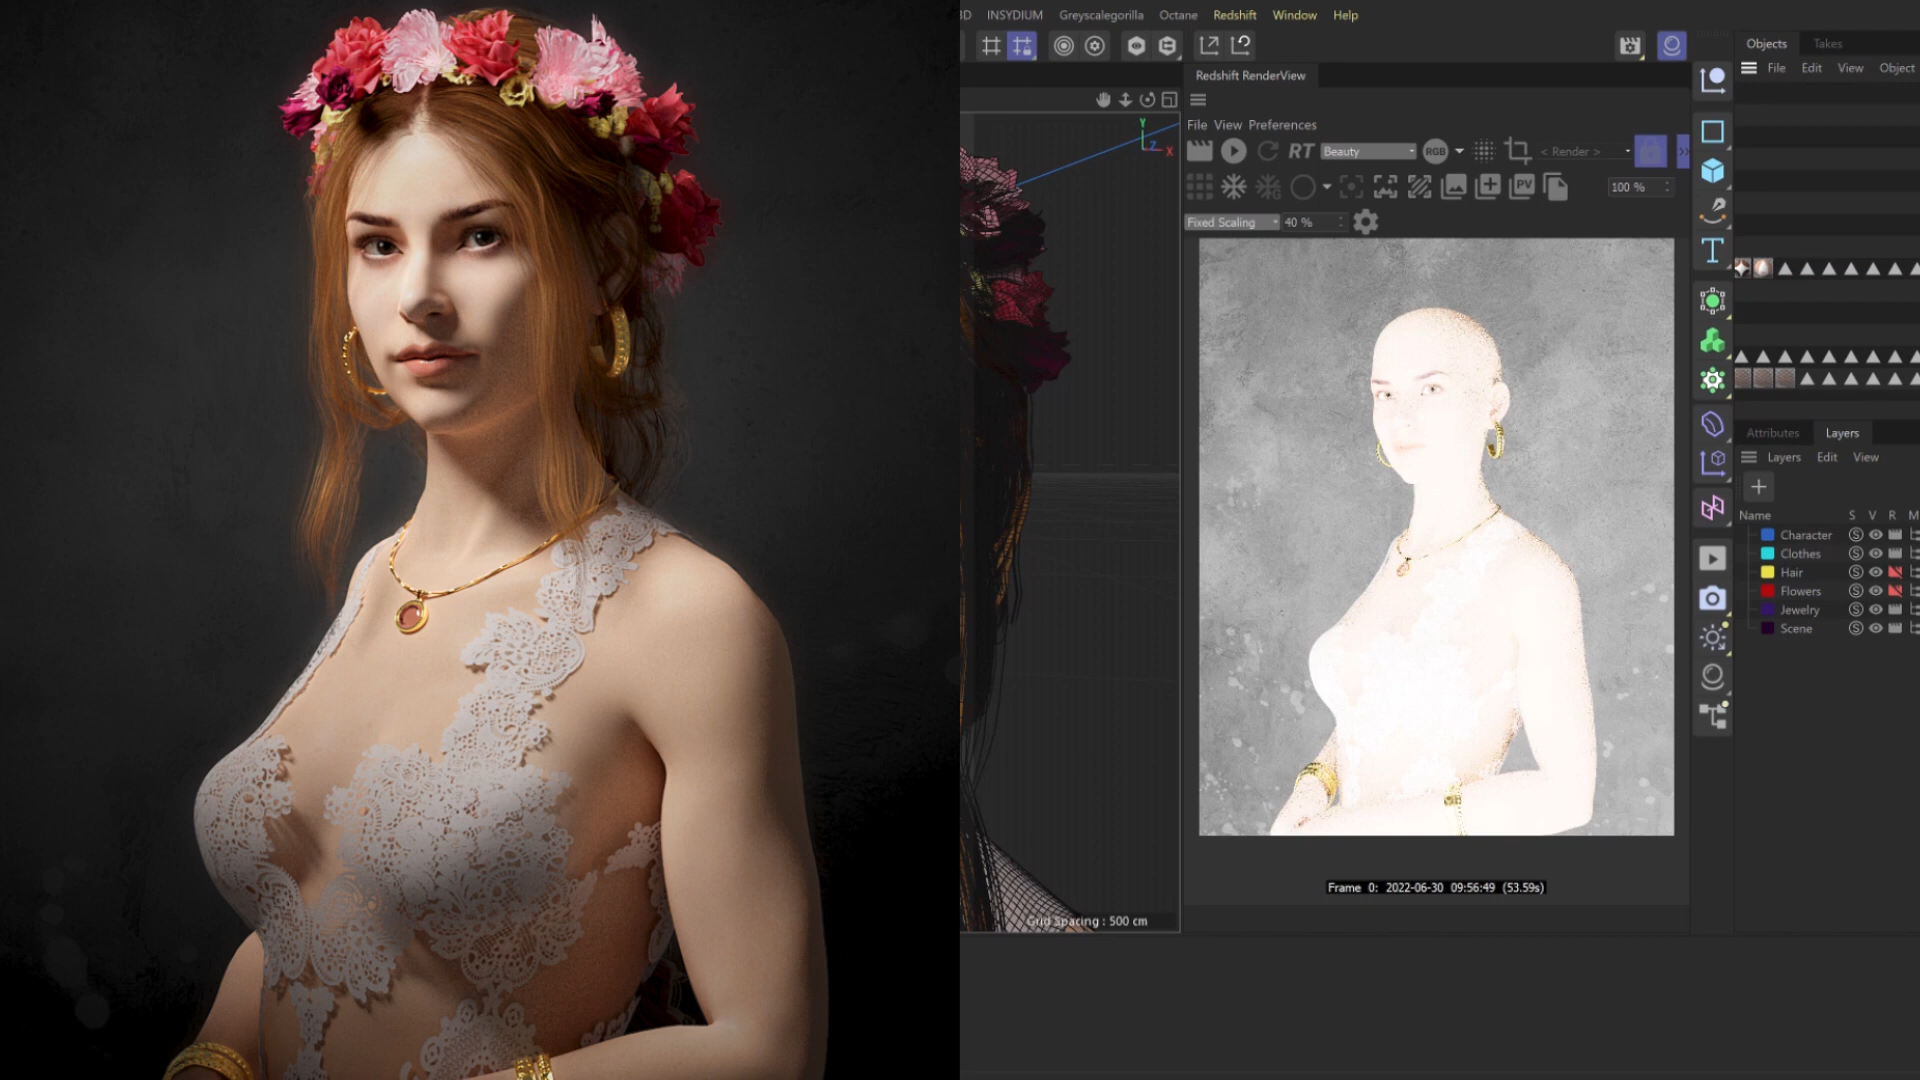 3D INSYDIUM Greyscalegorilla Octane Redshift Window Help
Objects Takes
File Edit View Object
Redshift RenderView
File View Preferences
RT Beauty RGB < Render >
PV 100 %
Fixed Scaling 40 %
Y
Z X
T
Attributes Layers
Layers Edit View
Name S V R M
Character
Clothes
Hair
Flowers
Jewelry
Scene
Frame 0: 2022-06-30 09:56:49 (53.59s)
Grid Spacing : 500 cm